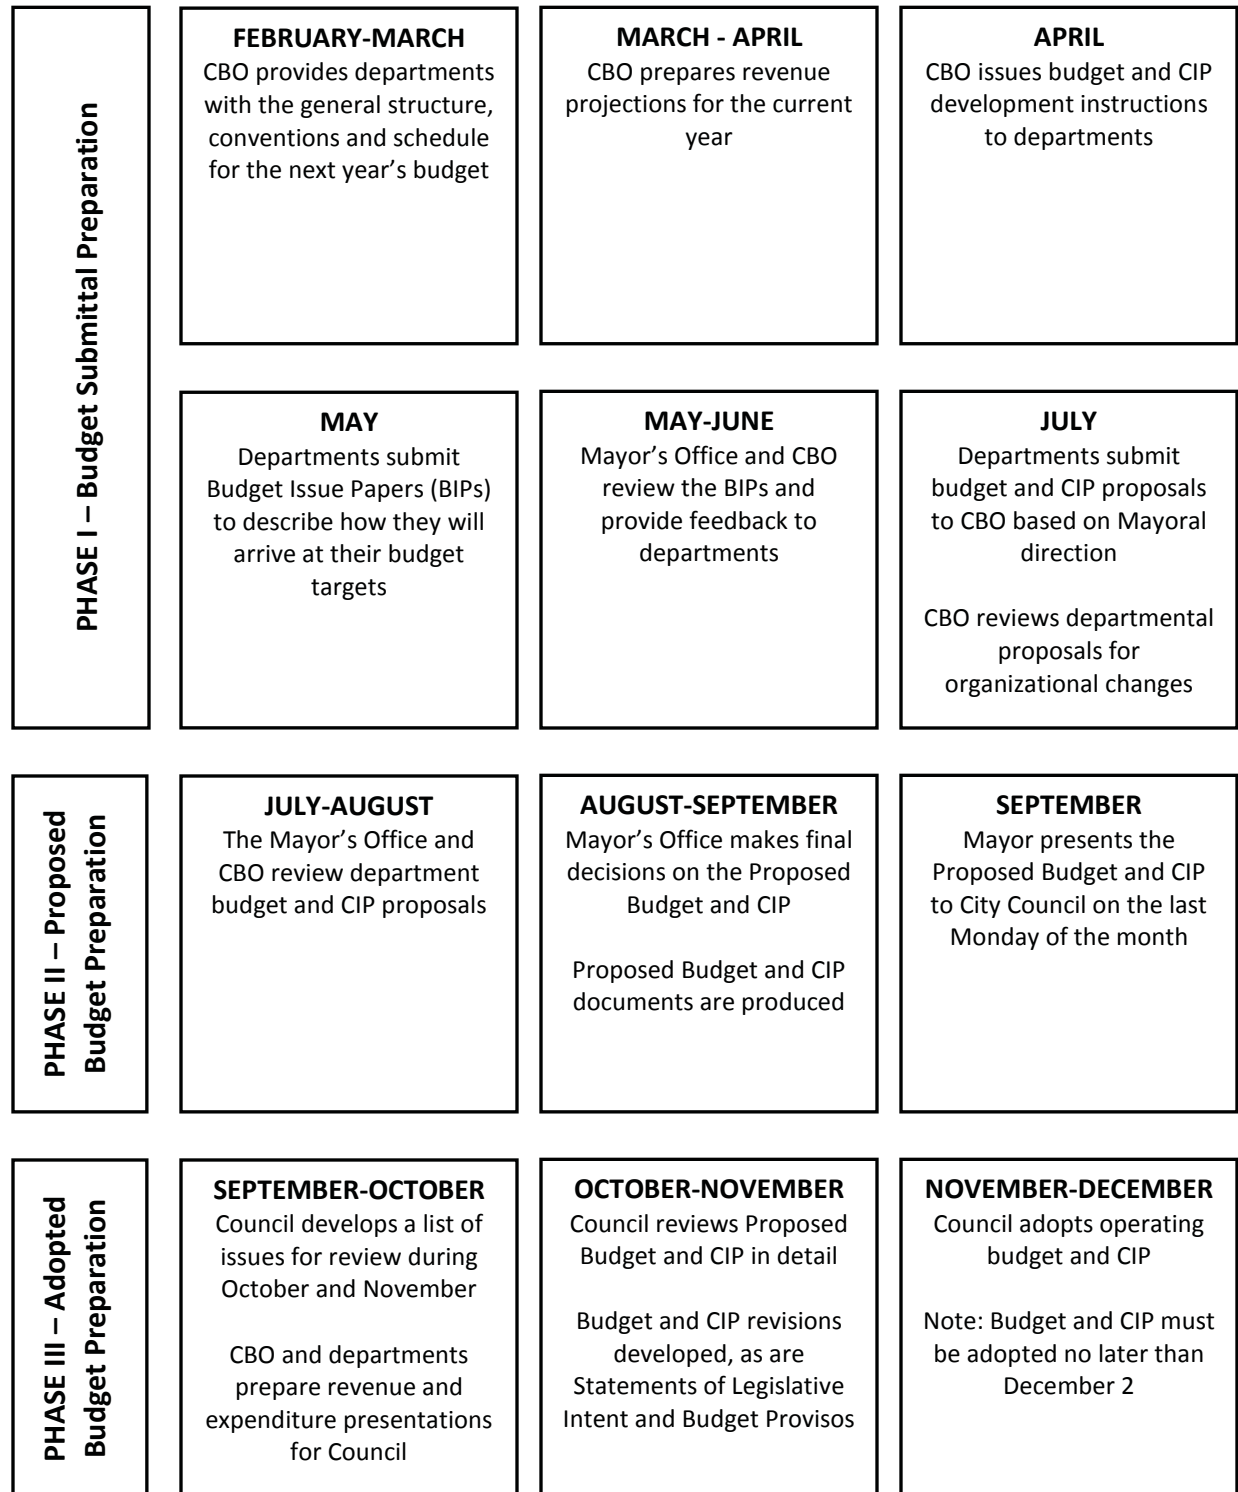 PHASE I – Budget Submittal Preparation
FEBRUARY-MARCH
CBO provides departments
with the general structure,
conventions and schedule
for the next year’s budget
MARCH - APRIL
CBO prepares revenue
projections for the current
year
APRIL
CBO issues budget and CIP
development instructions
to departments
MAY
Departments submit
Budget Issue Papers (BIPs)
to describe how they will
arrive at their budget
targets
MAY-JUNE
Mayor’s Office and CBO
review the BIPs and
provide feedback to
departments
JULY
Departments submit
budget and CIP proposals
to CBO based on Mayoral
direction
CBO reviews departmental
proposals for
organizational changes
PHASE II – Proposed
Budget Preparation
JULY-AUGUST
The Mayor’s Office and
CBO review department
budget and CIP proposals
AUGUST-SEPTEMBER
Mayor’s Office makes final
decisions on the Proposed
Budget and CIP
Proposed Budget and CIP
documents are produced
SEPTEMBER
Mayor presents the
Proposed Budget and CIP
to City Council on the last
Monday of the month
PHASE III – Adopted
Budget Preparation
SEPTEMBER-OCTOBER
Council develops a list of
issues for review during
October and November
CBO and departments
prepare revenue and
expenditure presentations
for Council
OCTOBER-NOVEMBER
Council reviews Proposed
Budget and CIP in detail
Budget and CIP revisions
developed, as are
Statements of Legislative
Intent and Budget Provisos
NOVEMBER-DECEMBER
Council adopts operating
budget and CIP
Note: Budget and CIP must
be adopted no later than
December 2